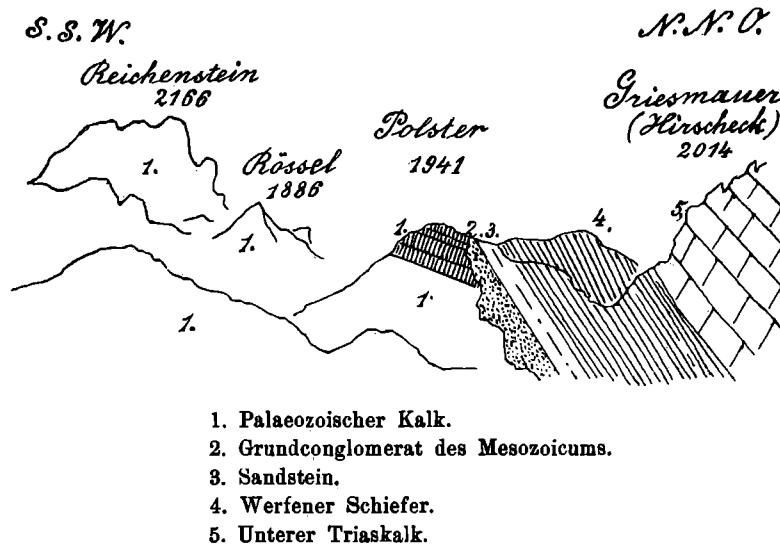 S.S.W.
N.N.O.
Reichenstein
2166
Rössel
1886
Polster
1941
Griesmauer
(Hirscheck)
2014
1.
1.
1.
1.
1.
2.3.
4.
5.
1. Palaeozoischer Kalk.
2. Grundconglomerat des Mesozoicums.
3. Sandstein.
4. Werfener Schiefer.
5. Unterer Triaskalk.